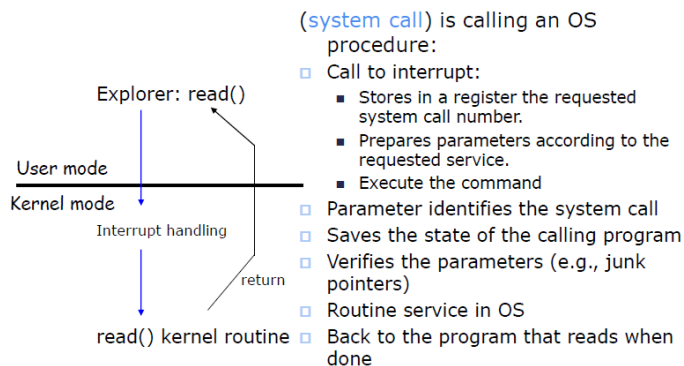 (system call) is calling an OS
procedure:
Call to interrupt:
Stores in a register the requested
system call number.
Prepares parameters according to the
requested service.
Execute the command
Parameter identifies the system call
Saves the state of the calling program
Verifies the parameters (e.g., junk
pointers)
Routine service in OS
Back to the program that reads when
done
Explorer: read()
User mode
Kernel mode
Interrupt handling
return
read() kernel routine